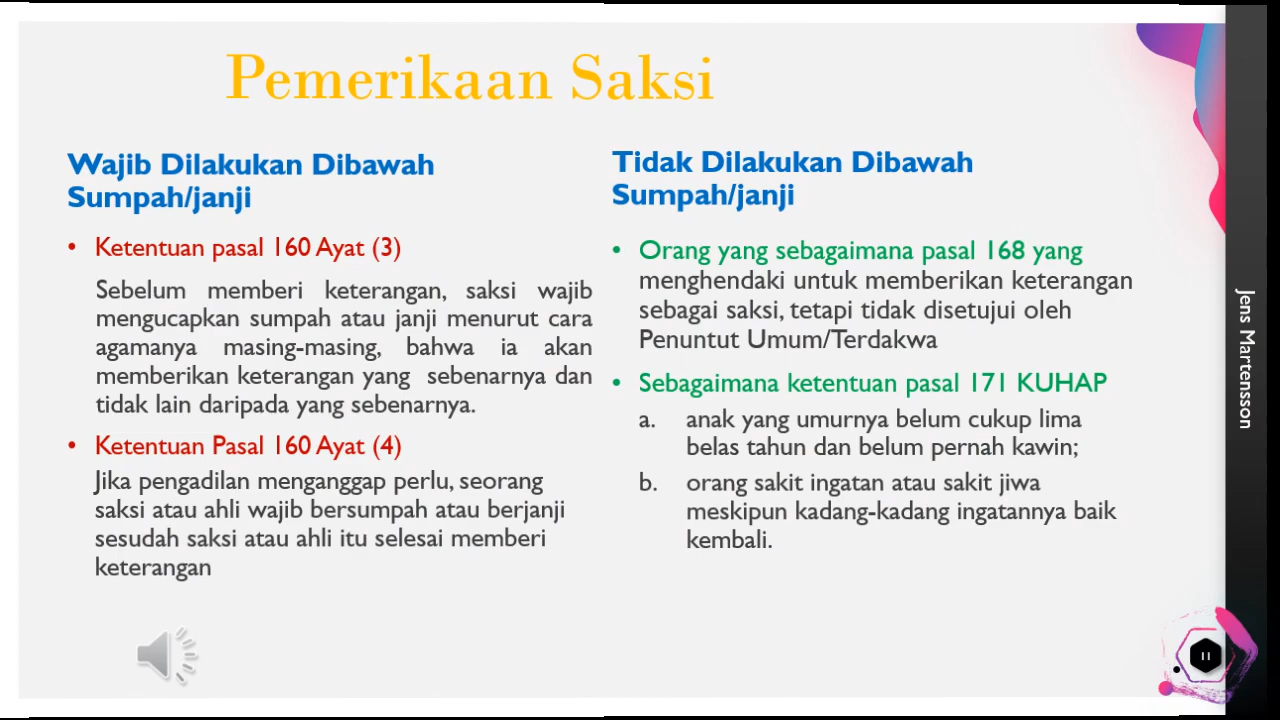 Pemerikaan Saksi
Wajib Dilakukan Dibawah
Sumpah/janji
• Ketentuan pasal 160 Ayat (3)
Sebelum memberi keterangan, saksi wajib
mengucapkan sumpah atau janji menurut cara
agamanya masing-masing, bahwa ia akan
memberikan keterangan yang sebenarnya dan
tidak lain daripada yang sebenarnya.
• Ketentuan Pasal 160 Ayat (4)
Jika pengadilan menganggap perlu, seorang
saksi atau ahli wajib bersumpah atau berjanji
sesudah saksi atau ahli itu selesai memberi
keterangan
Tidak Dilakukan Dibawah
Sumpah/janji
• Orang yang sebagaimana pasal 168 yang
menghendaki untuk memberikan keterangan
sebagai saksi, tetapi tidak disetujui oleh
Penuntut Umum/Terdakwa
• Sebagaimana ketentuan pasal 171 KUHAP
a. anak yang umurnya belum cukup lima
belas tahun dan belum pernah kawin;
b. orang sakit ingatan atau sakit jiwa
meskipun kadang-kadang ingatannya baik
kembali.
Jens Martensson
11